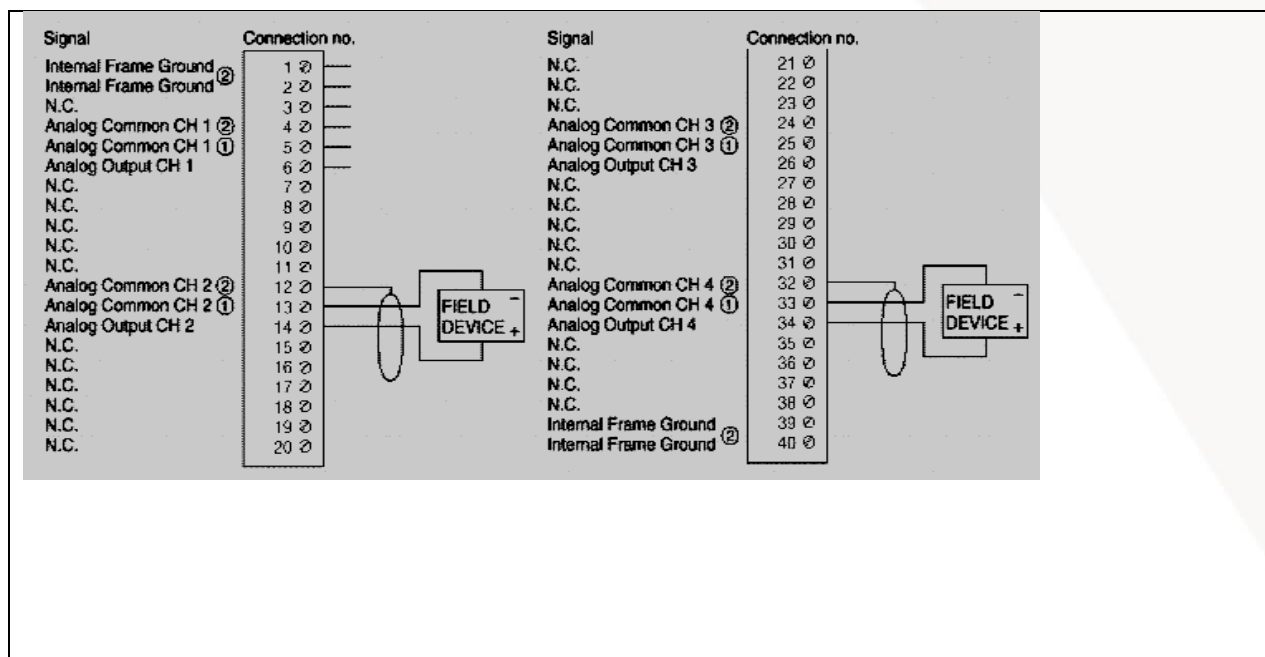 Signal Connection no.
Internal Frame Ground ② 1
Internal Frame Ground 2
N.C. 3
Analog Common CH 1 ② 4
Analog Common CH 1 ① 5
Analog Output CH 1 6
N.C. 7
N.C. 8
N.C. 9
N.C. 10
N.C. 11
Analog Common CH 2 ② 12
Analog Common CH 2 ① 13
Analog Output CH 2 14
N.C. 15
N.C. 16
N.C. 17
N.C. 18
N.C. 19
N.C. 20
FIELD −
DEVICE +
Signal Connection no.
N.C. 21
N.C. 22
N.C. 23
Analog Common CH 3 ② 24
Analog Common CH 3 ① 25
Analog Output CH 3 26
N.C. 27
N.C. 28
N.C. 29
N.C. 30
N.C. 31
Analog Common CH 4 ② 32
Analog Common CH 4 ① 33
Analog Output CH 4 34
N.C. 35
N.C. 36
N.C. 37
N.C. 38
Internal Frame Ground ② 39
Internal Frame Ground 40
FIELD −
DEVICE +